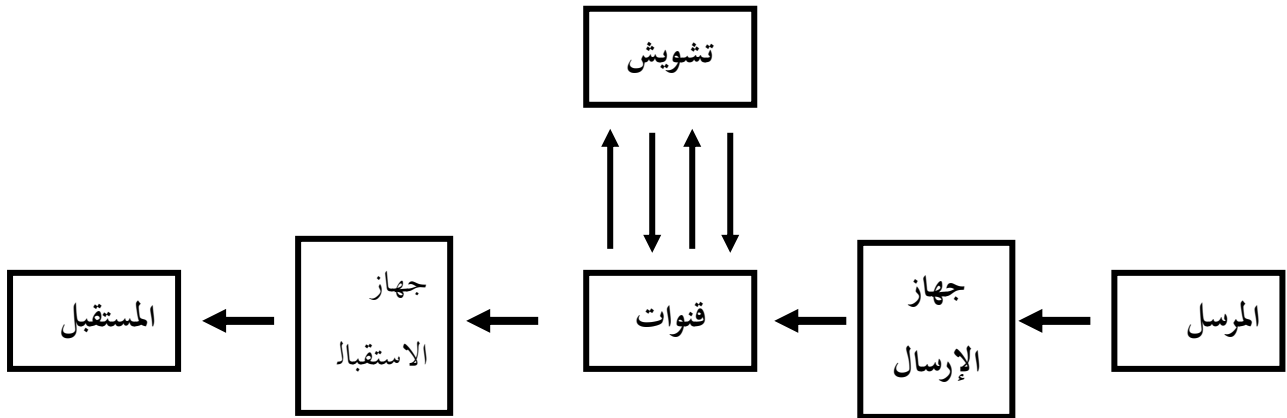 تشويش
المرسل
جهاز
الإرسال
قنوات
جهاز
الاستقبال
المستقبل